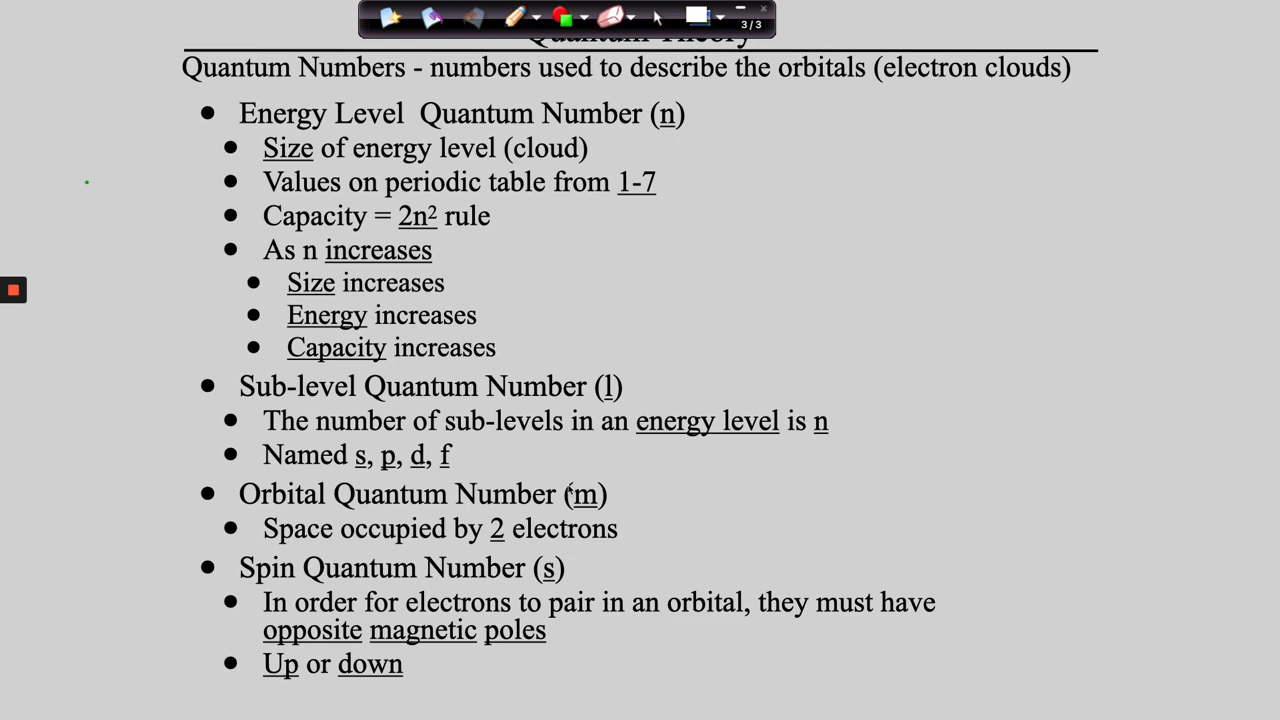 3/3
Quantum Theory
Quantum Numbers - numbers used to describe the orbitals (electron clouds)
Energy Level Quantum Number (n)
Size of energy level (cloud)
Values on periodic table from 1-7
Capacity = 2n² rule
As n increases
Size increases
Energy increases
Capacity increases
Sub-level Quantum Number (l)
The number of sub-levels in an energy level is n
Named s, p, d, f
Orbital Quantum Number (m)
Space occupied by 2 electrons
Spin Quantum Number (s)
In order for electrons to pair in an orbital, they must have
opposite magnetic poles
Up or down